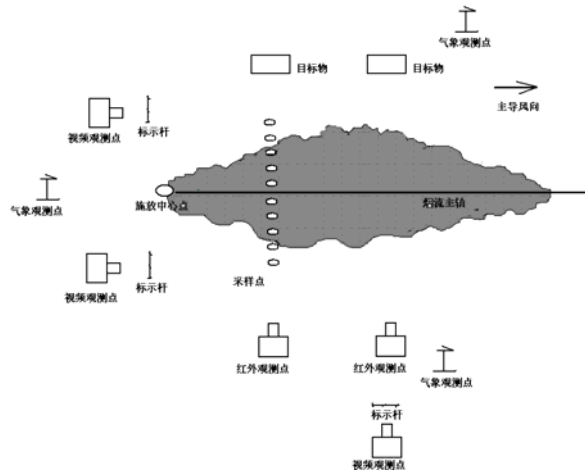 气象观测点
目标物
目标物
主导风向
标示杆
视频观测点
气象观测点
施放中心点
烟流主轴
采样点
标示杆
视频观测点
红外观测点
红外观测点
气象观测点
标示杆
视频观测点